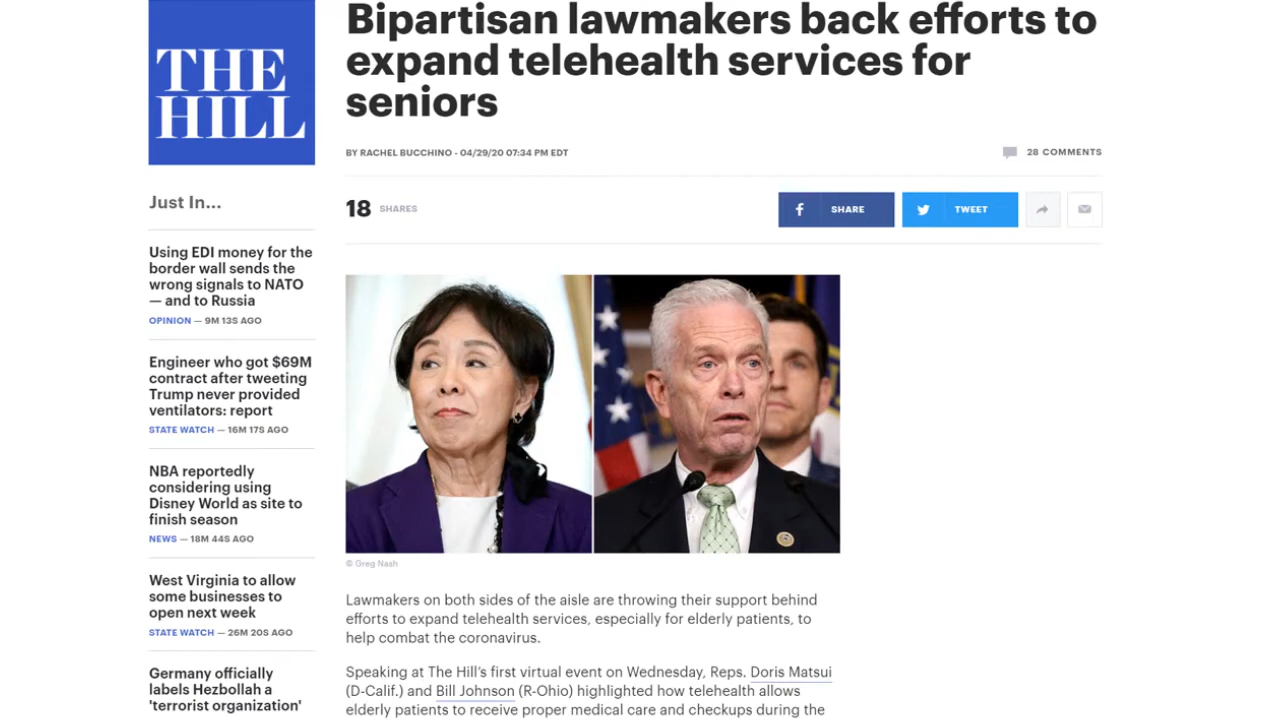 THE
HILL
Just In...
Using EDI money for the
border wall sends the
wrong signals to NATO
— and to Russia
OPINION — 9M 13S AGO
Engineer who got $69M
contract after tweeting
Trump never provided
ventilators: report
STATE WATCH — 16M 17S AGO
NBA reportedly
considering using
Disney World as site to
finish season
NEWS — 18M 44S AGO
West Virginia to allow
some businesses to
open next week
STATE WATCH — 26M 20S AGO
Germany officially
labels Hezbollah a
'terrorist organization'
Bipartisan lawmakers back efforts to
expand telehealth services for
seniors
BY RACHEL BUCCHINO - 04/29/20 07:34 PM EDT
28 COMMENTS
18 SHARES
SHARE
TWEET
© Greg Nash
Lawmakers on both sides of the aisle are throwing their support behind
efforts to expand telehealth services, especially for elderly patients, to
help combat the coronavirus.
Speaking at The Hill's first virtual event on Wednesday, Reps. Doris Matsui
(D-Calif.) and Bill Johnson (R-Ohio) highlighted how telehealth allows
elderly patients to receive proper medical care and checkups during the